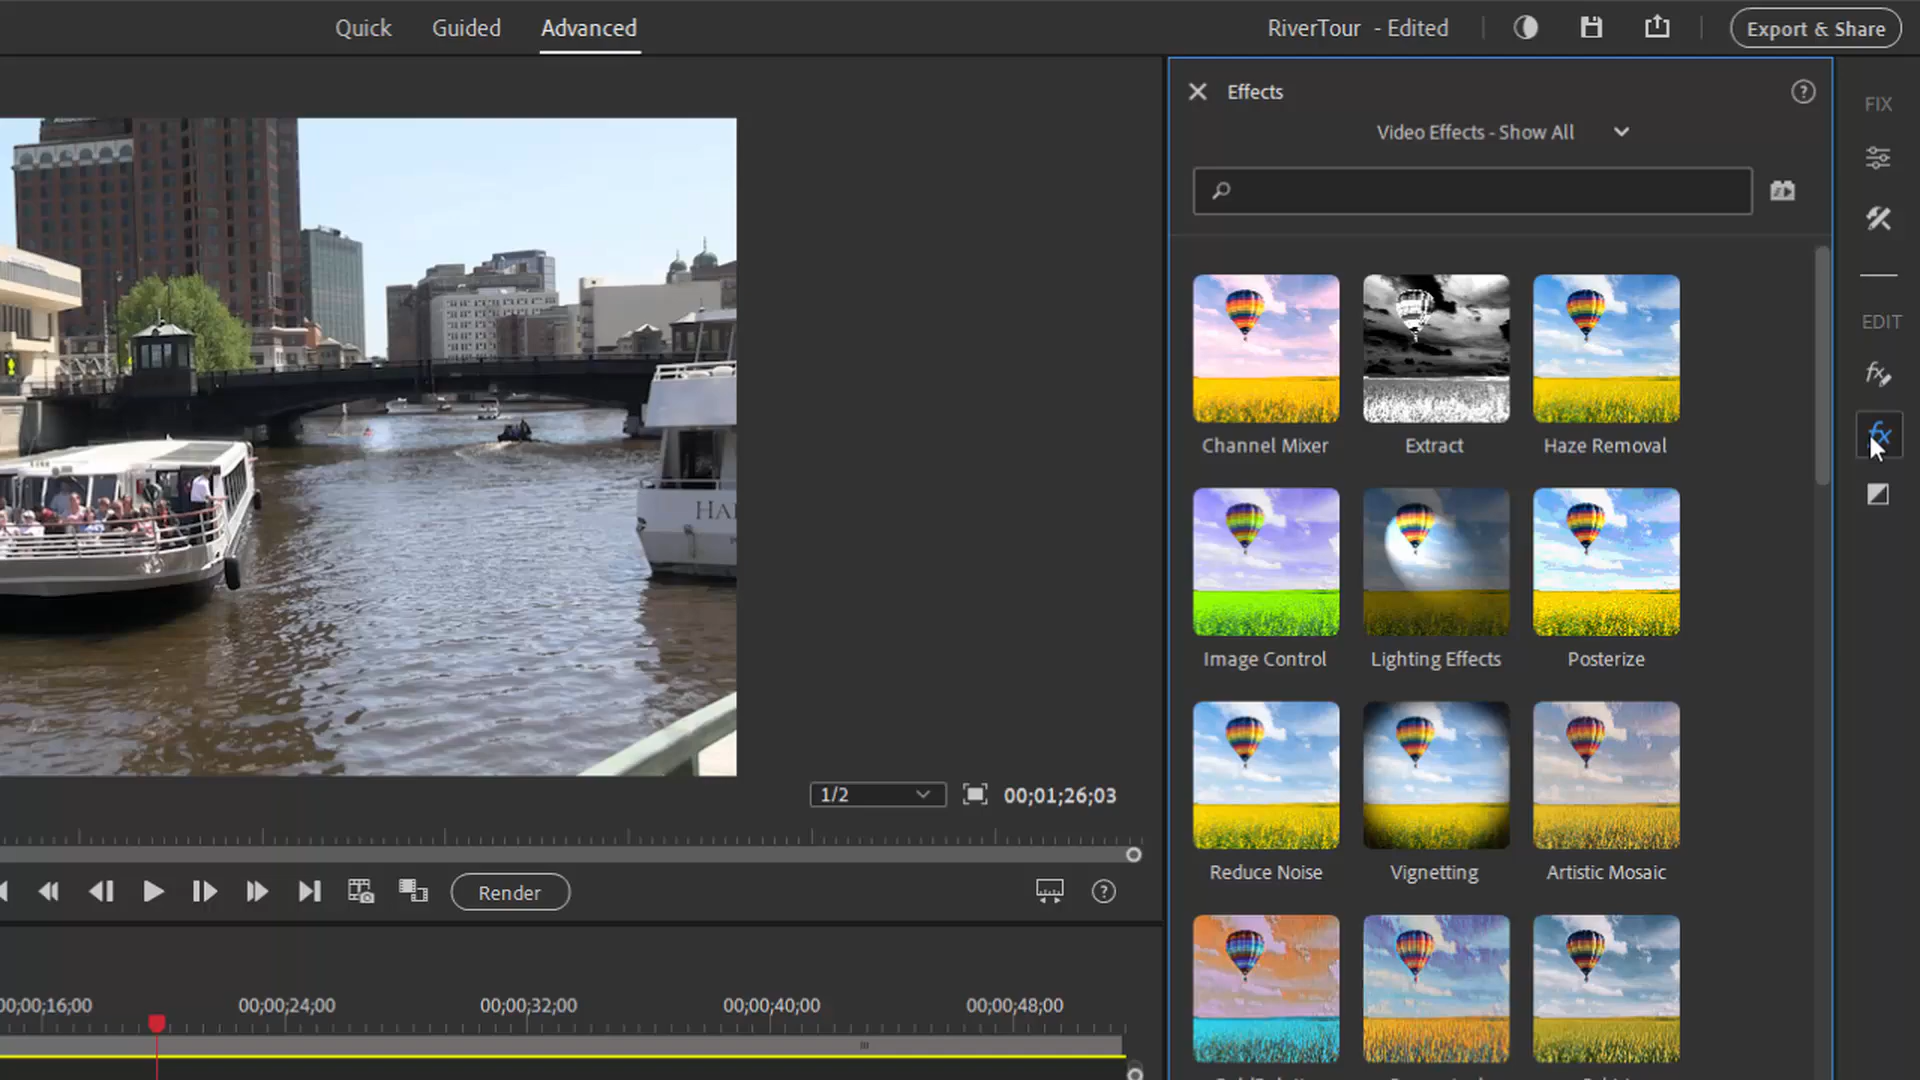 Quick Guided Advanced
RiverTour - Edited
Export & Share
Effects
Video Effects - Show All
FIX
EDIT
Channel Mixer Extract Haze Removal
Image Control Lighting Effects Posterize
Reduce Noise Vignetting Artistic Mosaic
HA
1/2 00;01;26;03
Render
00;00;16;00 00;00;24;00 00;00;32;00 00;00;40;00 00;00;48;00